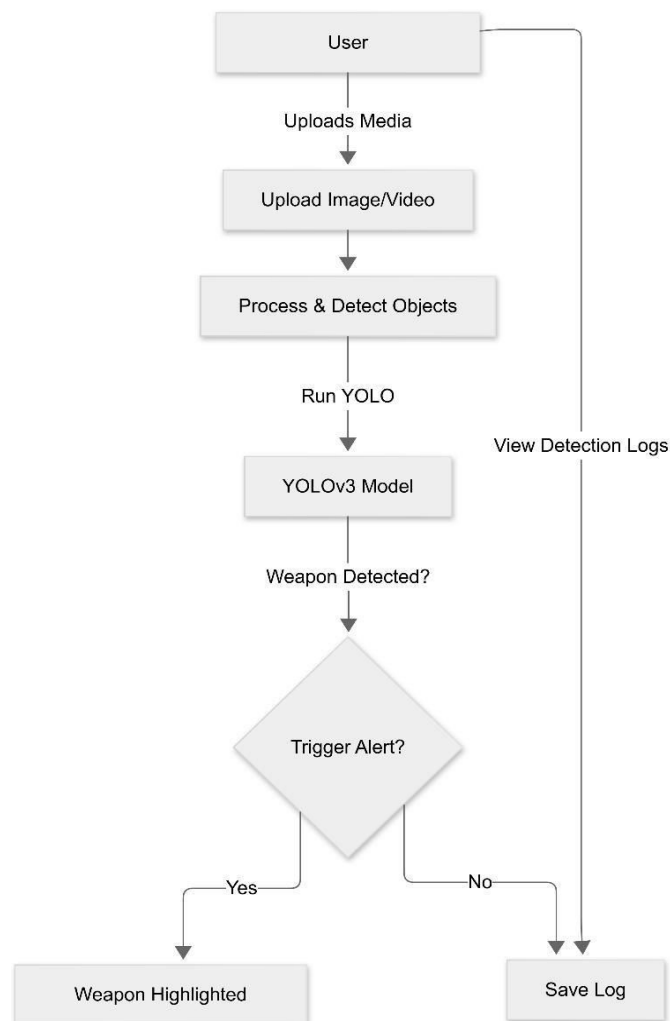 User
Uploads Media
Upload Image/Video
Process & Detect Objects
Run YOLO
View Detection Logs
YOLOv3 Model
Weapon Detected?
Trigger Alert?
Yes
No
Weapon Highlighted
Save Log